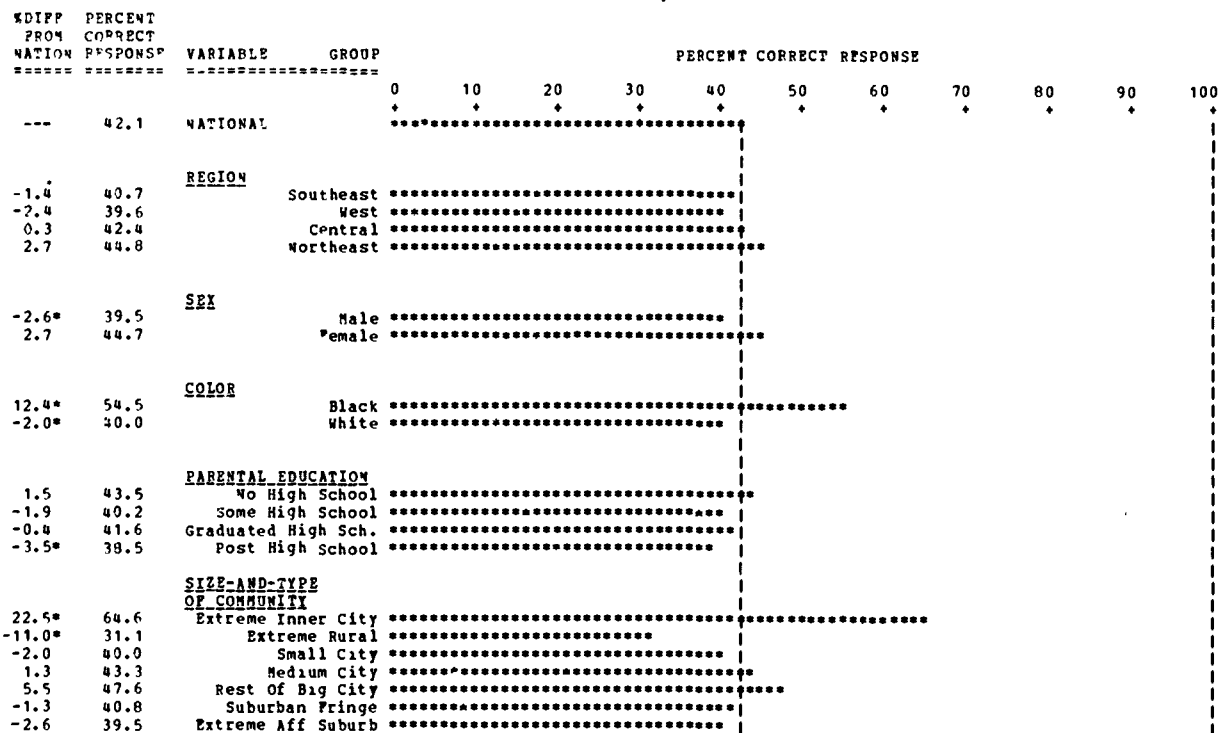 %DIFF PERCENT
FROM CORRECT
NATION RESPONSE VARIABLE GROUP PERCENT CORRECT RESPONSE
0 10 20 30 40 50 60 70 80 90 100
--- 42.1 NATIONAL
REGION
-1.4 40.7 Southeast
-2.4 39.6 West
0.3 42.4 Central
2.7 44.8 Northeast
SEX
-2.6* 39.5 Male
2.7 44.7 Female
COLOR
12.4* 54.5 Black
-2.0* 40.0 White
PARENTAL EDUCATION
1.5 43.5 No High School
-1.9 40.2 Some High School
-0.4 41.6 Graduated High Sch.
-3.5* 38.5 Post High School
SIZE-AND-TYPE
OF COMMUNITY
22.5* 64.6 Extreme Inner City
-11.0* 31.1 Extreme Rural
-2.0 40.0 Small City
1.3 43.3 Medium City
5.5 47.6 Rest Of Big City
-1.3 40.8 Suburban Fringe
-2.6 39.5 Extreme Aff Suburb